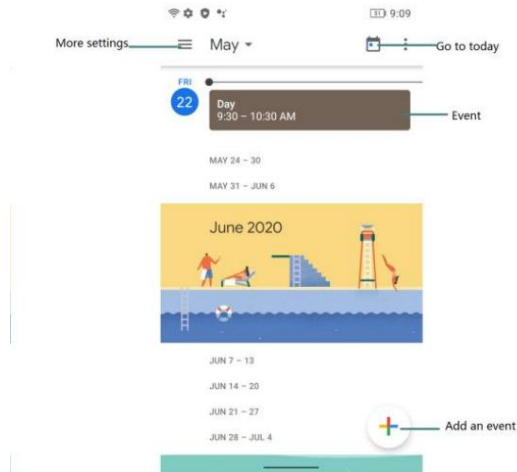 9:09
More settings
May
Go to today
FRI
22
Day
9:30 – 10:30 AM
Event
MAY 24 – 30
MAY 31 – JUN 6
June 2020
JUN 7 – 13
JUN 14 – 20
JUN 21 – 27
JUN 28 – JUL 4
Add an event